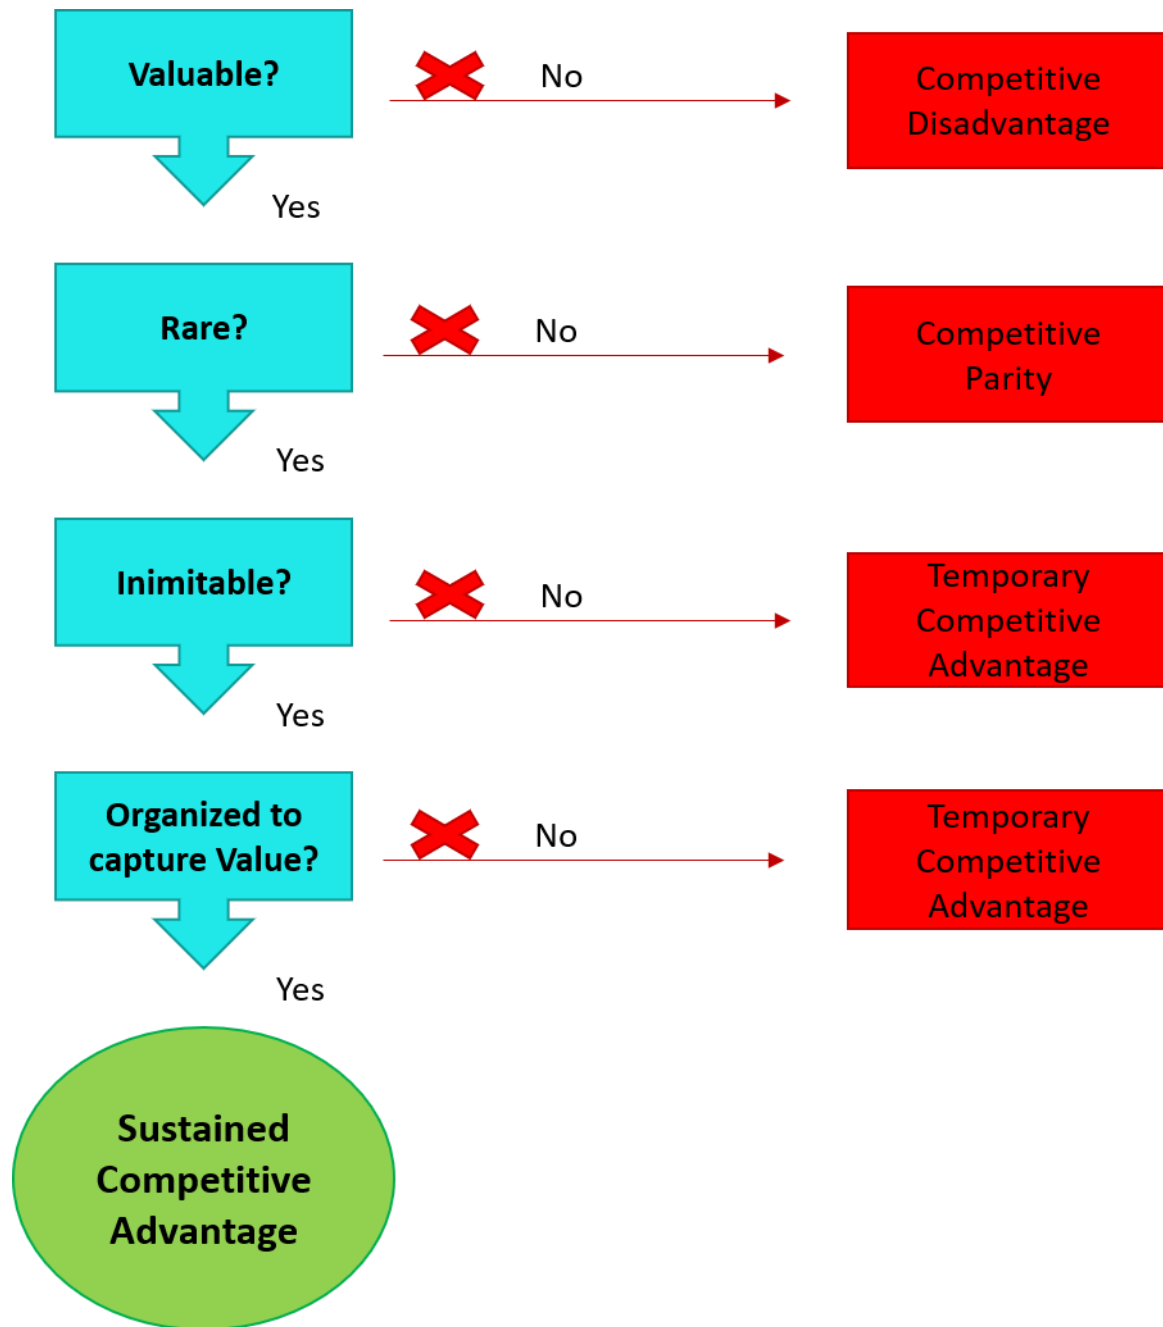 Valuable?
No
Competitive
Disadvantage
Yes
Rare?
No
Competitive
Parity
Yes
Inimitable?
No
Temporary
Competitive
Advantage
Yes
Organized to
capture Value?
No
Temporary
Competitive
Advantage
Yes
Sustained
Competitive
Advantage